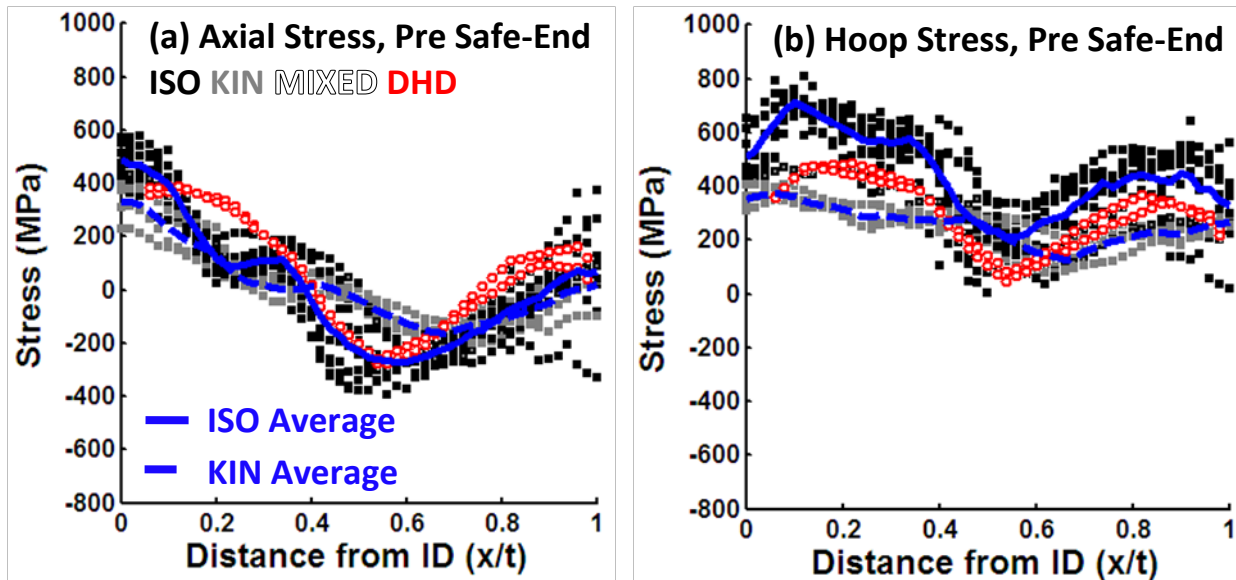 (a) Axial Stress, Pre Safe-End
ISO KIN MIXED DHD
Stress (MPa)
1000
800
600
400
200
0
-200
-400
-600
-800
ISO Average
KIN Average
0 0.2 0.4 0.6 0.8 1
Distance from ID (x/t)
(b) Hoop Stress, Pre Safe-End
Stress (MPa)
1000
800
600
400
200
0
-200
-400
-600
-800
0 0.2 0.4 0.6 0.8 1
Distance from ID (x/t)